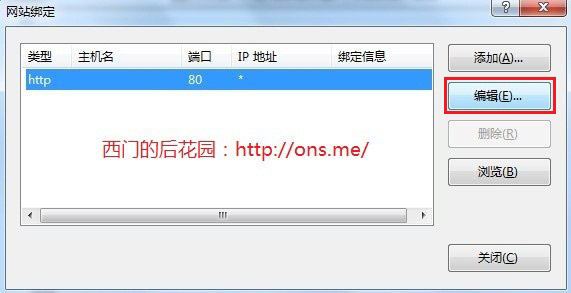 网站绑定
类型 主机名 端口 IP 地址 绑定信息
http 80 *
添加(A)...
编辑(E)...
删除(R)
浏览(B)
西门的后花园：http://ons.me/
关闭(C)